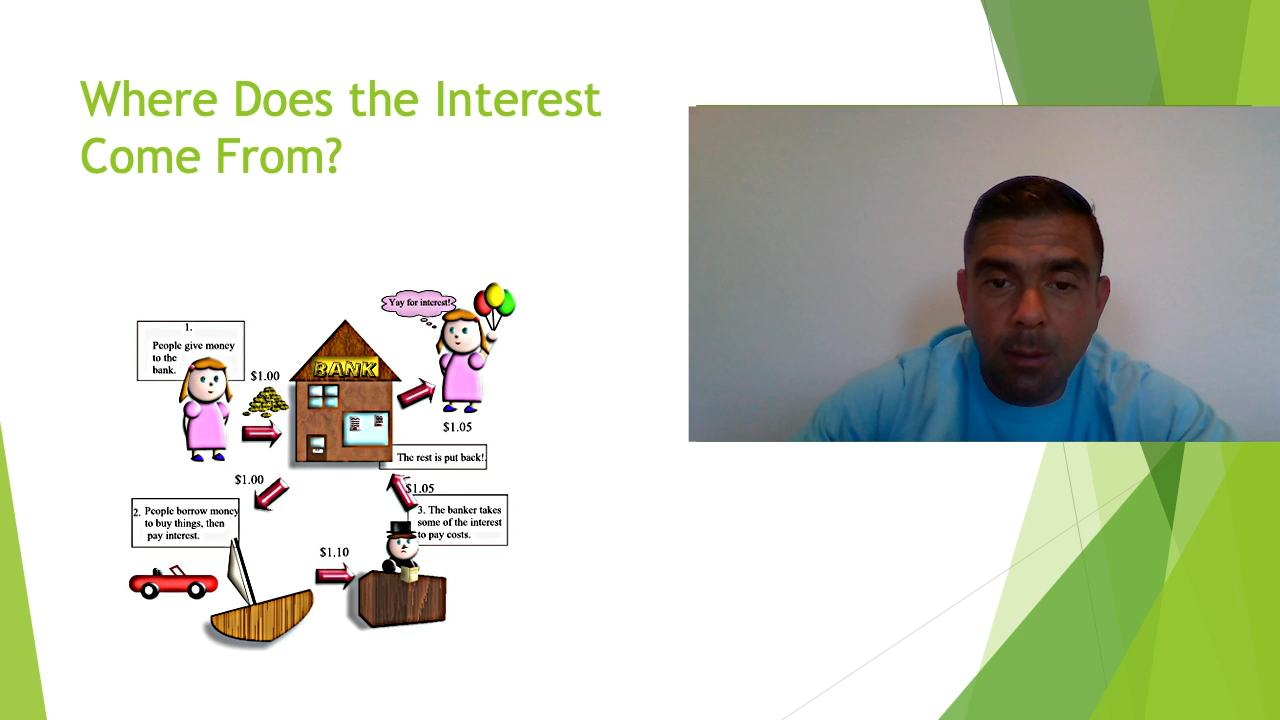 Where Does the Interest
Come From?
Yay for interest!
1.
People give money
to the
bank.
$1.00
BANK
$1.05
The rest is put back!
$1.00
$1.05
2. People borrow money
to buy things, then
pay interest.
3. The banker takes
some of the interest
to pay costs.
$1.10